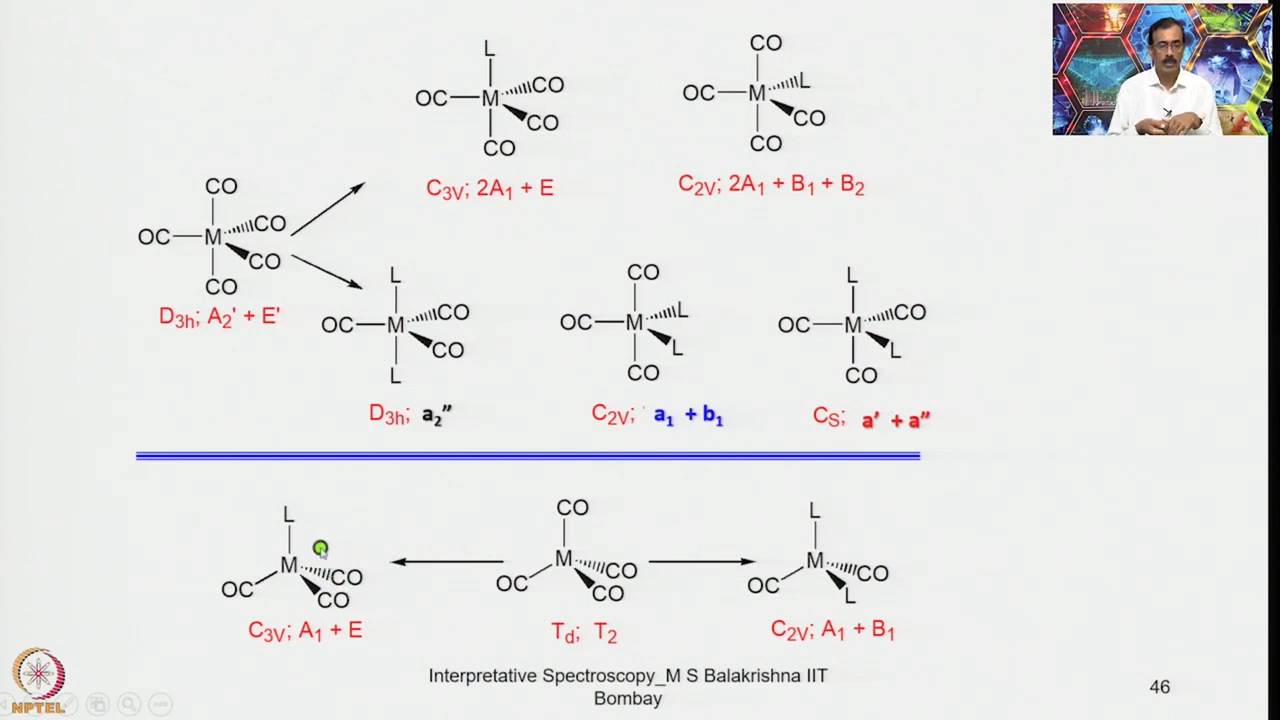 L
OC M CO
CO
CO
C3V; 2A1 + E
CO
OC M L
CO
CO
C2V; 2A1 + B1 + B2
CO
OC M CO
CO
CO
D3h; A2' + E'
L
OC M CO
CO
L
D3h; a2"
CO
OC M L
L
CO
C2V; a1 + b1
L
OC M CO
L
CO
CS; a' + a"
L
M
OC CO
CO
C3V; A1 + E
CO
M
OC CO
CO
Td; T2
L
M
OC CO
L
C2V; A1 + B1
Interpretative Spectroscopy_M S Balakrishna IIT
Bombay
46
NPTEL